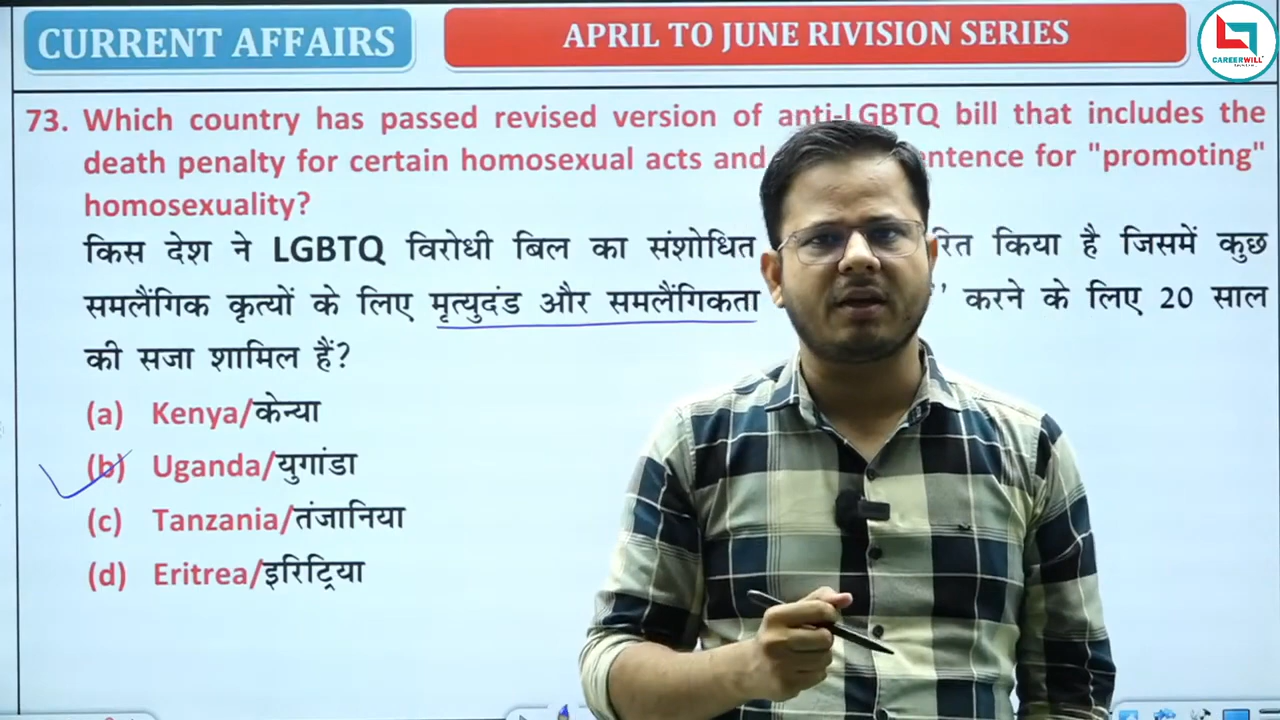 CURRENT AFFAIRS
APRIL TO JUNE RIVISION SERIES
CAREERWILL
73. Which country has passed revised version of anti-LGBTQ bill that includes the
death penalty for certain homosexual acts and entence for "promoting"
homosexuality?
किस देश ने LGBTQ विरोधी बिल का संशोधित रित किया है जिसमें कुछ
समलैंगिक कृत्यों के लिए मृत्युदंड और समलैंगिकता " करने के लिए 20 साल
की सजा शामिल हैं?
(a) Kenya/केन्या
(b) Uganda/युगांडा
(c) Tanzania/तंजानिया
(d) Eritrea/इरिट्रिया